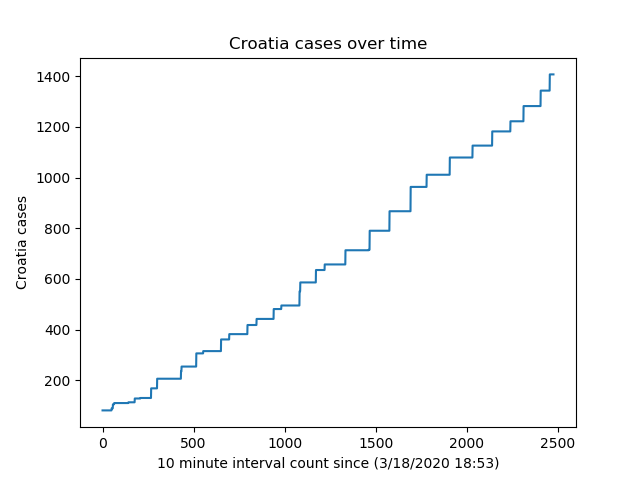 Croatia cases over time
1400
1200
1000
800
600
400
200
Croatia cases
0 500 1000 1500 2000 2500
10 minute interval count since (3/18/2020 18:53)